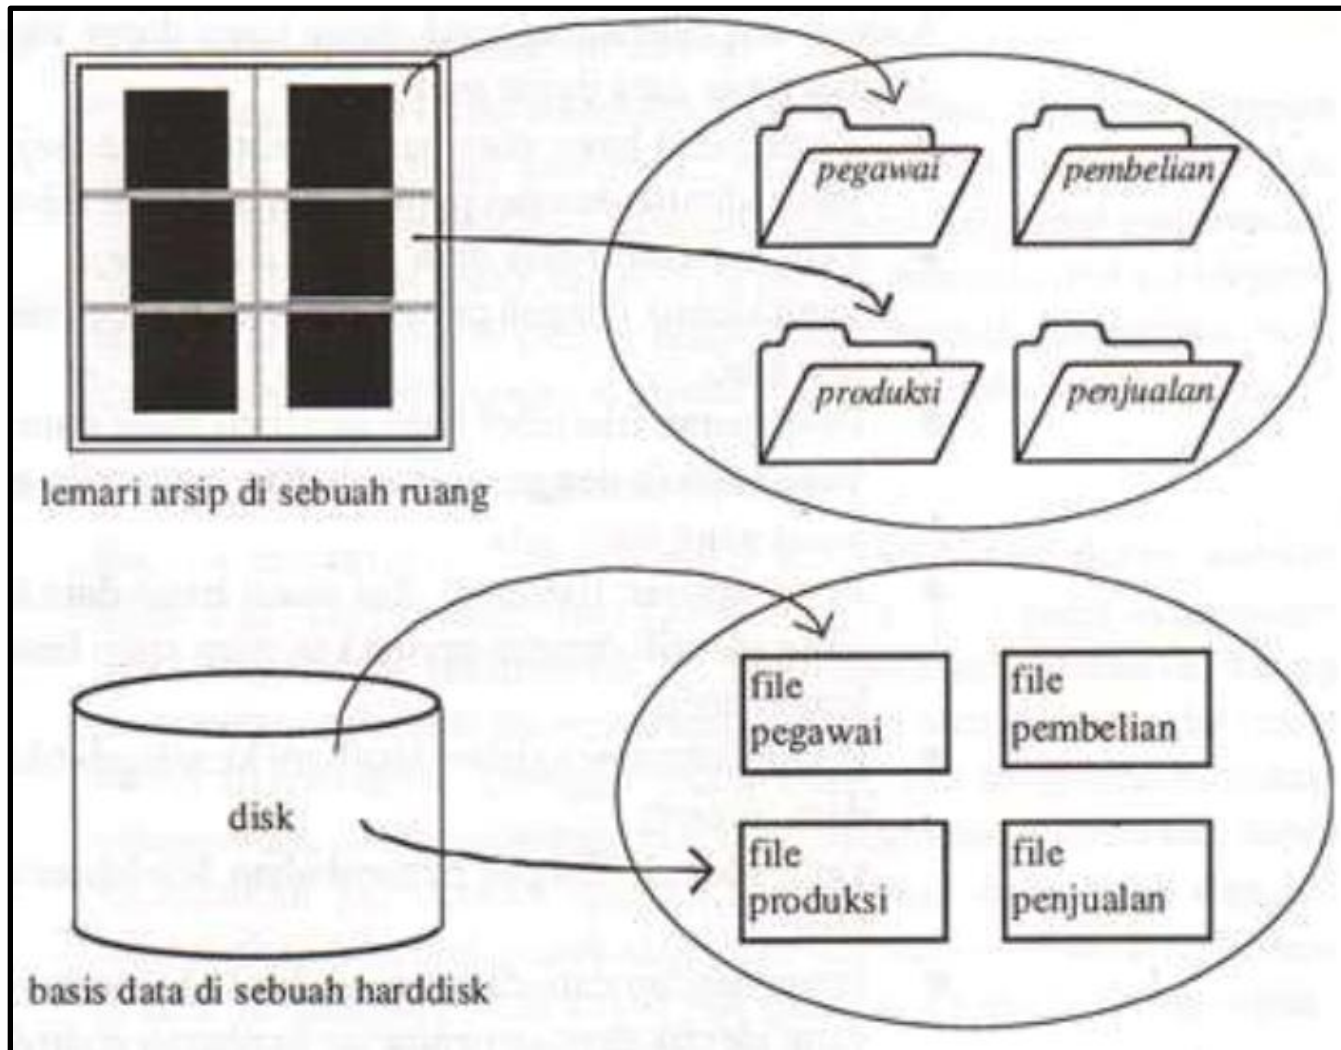 pegawai
pembelian
produksi
penjualan
lemari arsip di sebuah ruang
file
pegawai
file
pembelian
disk
file
produksi
file
penjualan
basis data di sebuah harddisk